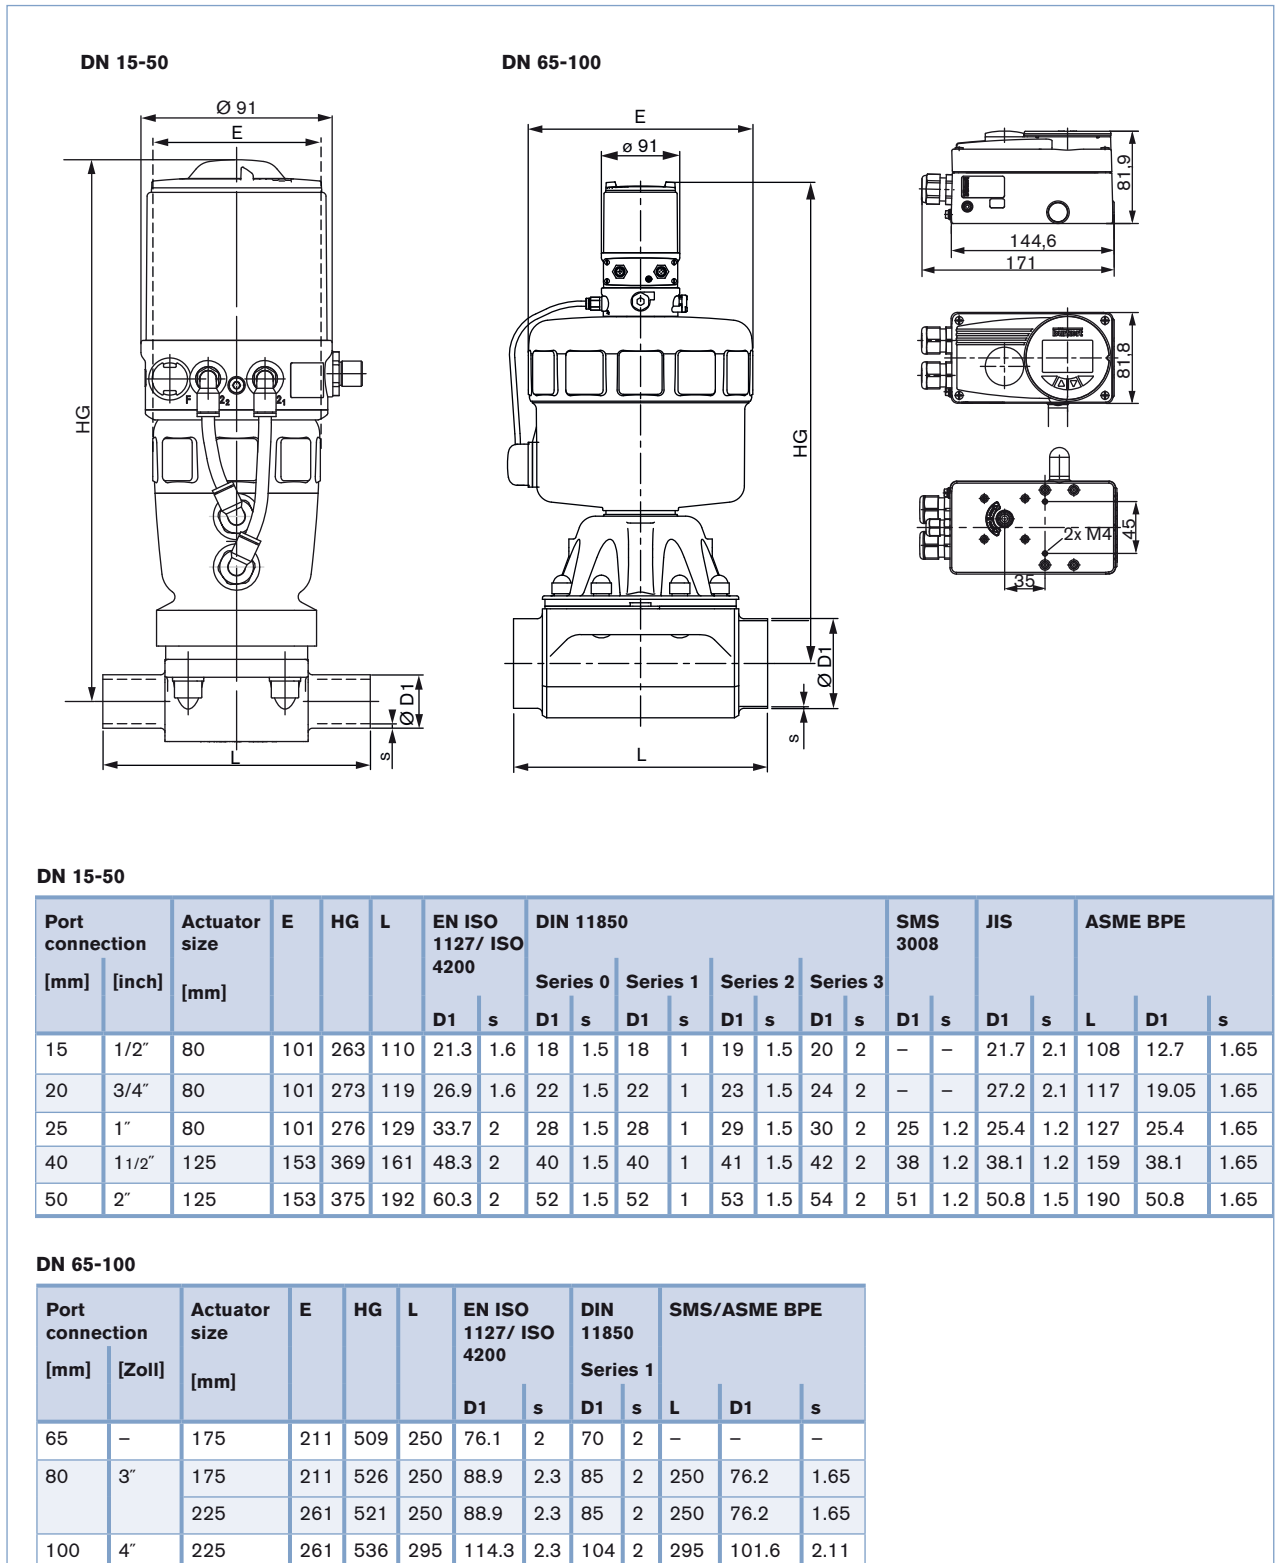 DN 15-50
DN 65-100
Ø 91
E
HG
F
2₂
2₁
Ø D1
s
L
E
ø 91
HG
Ø D1
s
L
81,9
144,6
171
81,8
2x M4
45
35
DN 15-50
Port connection | Actuator size | E | HG | L | EN ISO 1127/ ISO 4200 | DIN 11850 | SMS 3008 | JIS | ASME BPE
[mm] [inch] [mm] Series 0 Series 1 Series 2 Series 3
D1 s D1 s D1 s D1 s D1 s D1 s D1 s L D1 s
15 1/2″ 80 101 263 110 21.3 1.6 18 1.5 18 1 19 1.5 20 2 – – 21.7 2.1 108 12.7 1.65
20 3/4″ 80 101 273 119 26.9 1.6 22 1.5 22 1 23 1.5 24 2 – – 27.2 2.1 117 19.05 1.65
25 1″ 80 101 276 129 33.7 2 28 1.5 28 1 29 1.5 30 2 25 1.2 25.4 1.2 127 25.4 1.65
40 1 1/2″ 125 153 369 161 48.3 2 40 1.5 40 1 41 1.5 42 2 38 1.2 38.1 1.2 159 38.1 1.65
50 2″ 125 153 375 192 60.3 2 52 1.5 52 1 53 1.5 54 2 51 1.2 50.8 1.5 190 50.8 1.65
DN 65-100
Port connection | Actuator size | E | HG | L | EN ISO 1127/ ISO 4200 | DIN 11850 | SMS/ASME BPE
[mm] [Zoll] [mm] Series 1
D1 s D1 s L D1 s
65 – 175 211 509 250 76.1 2 70 2 – – –
80 3″ 175 211 526 250 88.9 2.3 85 2 250 76.2 1.65
225 261 521 250 88.9 2.3 85 2 250 76.2 1.65
100 4″ 225 261 536 295 114.3 2.3 104 2 295 101.6 2.11